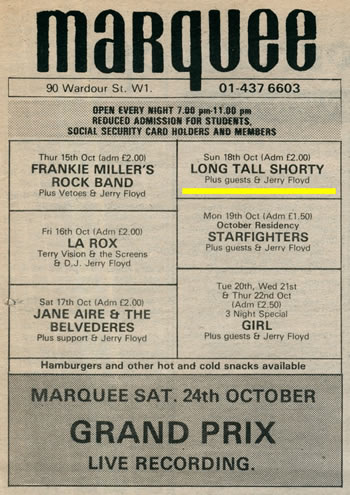 marquee
90 Wardour St. W1. 01-437 6603
OPEN EVERY NIGHT 7.00 pm-11.00 pm
REDUCED ADMISSION FOR STUDENTS,
SOCIAL SECURITY CARD HOLDERS AND MEMBERS
Thur 15th Oct (adm £2.00)
FRANKIE MILLER'S
ROCK BAND
Plus Vetoes & Jerry Floyd
Fri 16th Oct (Adm £2.00)
LA ROX
Terry Vision & the Screens
& D.J. Jerry Floyd
Sat 17th Oct (Adm £2.00)
JANE AIRE & THE
BELVEDERES
Plus support & Jerry Floyd
Sun 18th Oct (Adm £2.00)
LONG TALL SHORTY
Plus guests & Jerry Floyd
Mon 19th Oct (Adm £1.50)
October Residency
STARFIGHTERS
Plus guests & Jerry Floyd
Tue 20th, Wed 21st
& Thur 22nd Oct
(Adm £2.50)
3 Night Special
GIRL
Plus guests & Jerry Floyd
Hamburgers and other hot and cold snacks available
MARQUEE SAT. 24th OCTOBER
GRAND PRIX
LIVE RECORDING.